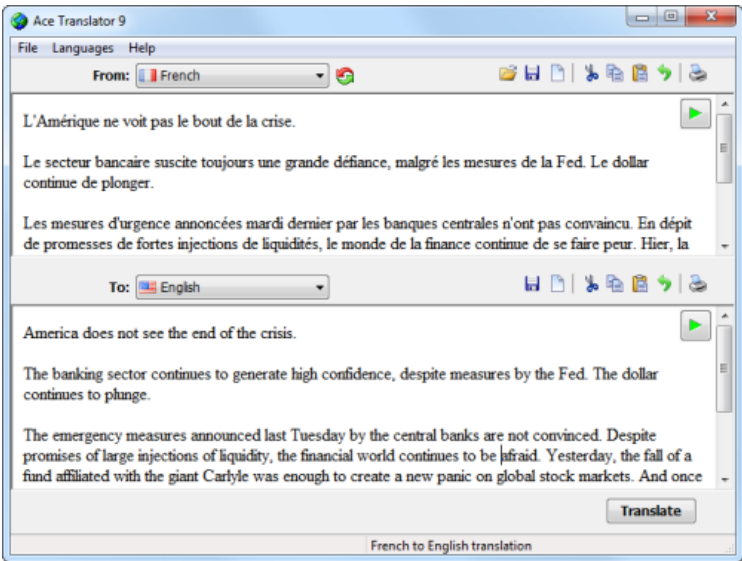 Ace Translator 9
File Languages Help
From: French
L'Amérique ne voit pas le bout de la crise.
Le secteur bancaire suscite toujours une grande défiance, malgré les mesures de la Fed. Le dollar
continue de plonger.
Les mesures d'urgence annoncées mardi dernier par les banques centrales n'ont pas convaincu. En dépit
de promesses de fortes injections de liquidités, le monde de la finance continue de se faire peur. Hier, la
To: English
America does not see the end of the crisis.
The banking sector continues to generate high confidence, despite measures by the Fed. The dollar
continues to plunge.
The emergency measures announced last Tuesday by the central banks are not convinced. Despite
promises of large injections of liquidity, the financial world continues to be afraid. Yesterday, the fall of a
fund affiliated with the giant Carlyle was enough to create a new panic on global stock markets. And once
Translate
French to English translation